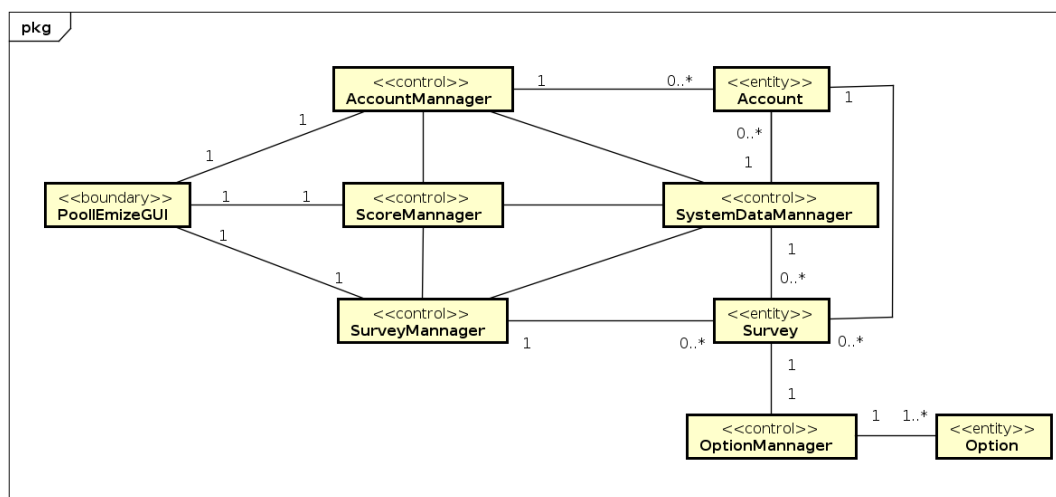 pkg
<<control>>
AccountMannager
1
0..*
<<entity>>
Account
1
1
0..*
1
1
<<boundary>>
PoollEmizeGUI
1
1
<<control>>
ScoreMannager
<<control>>
SystemDataMannager
1
1
1
0..*
<<control>>
SurveyMannager
1
0..*
<<entity>>
Survey
0..*
1
1
<<control>>
OptionMannager
1
1..*
<<entity>>
Option